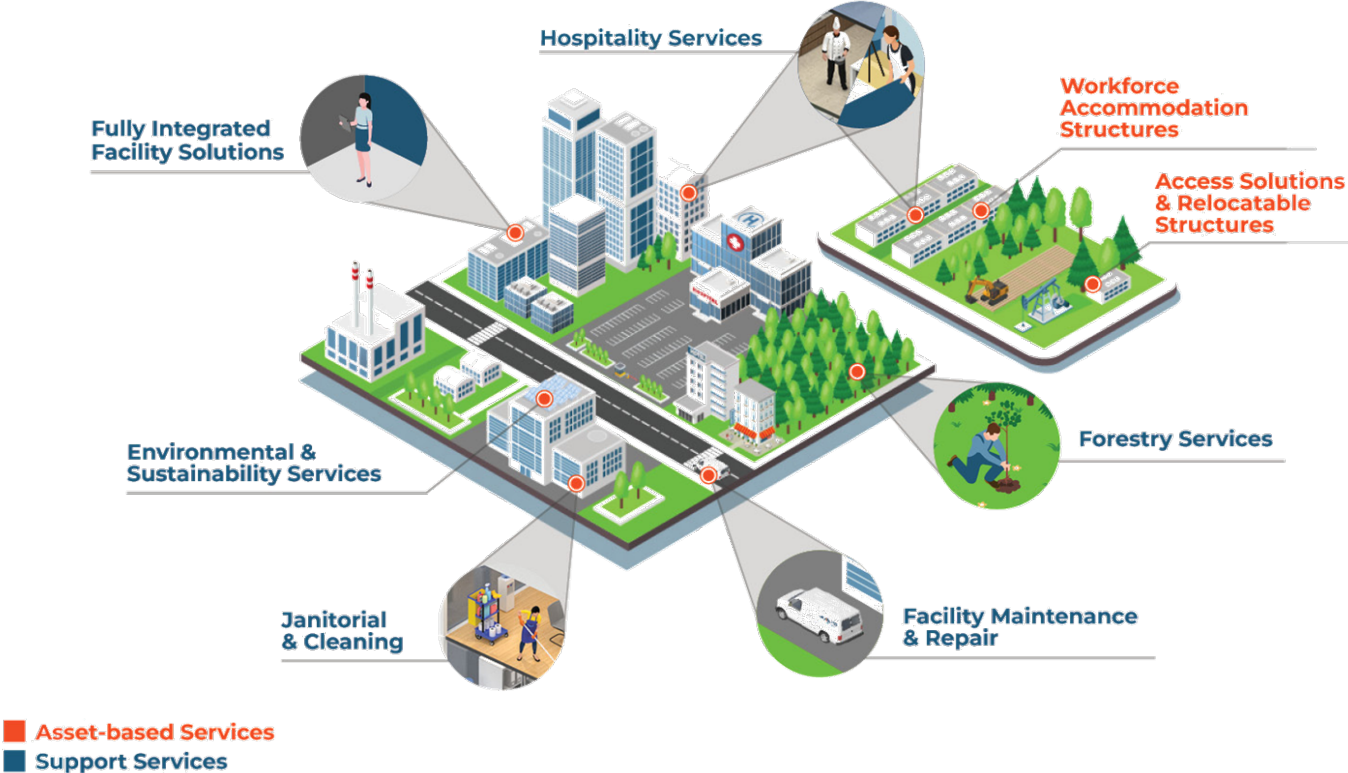 Hospitality Services
Workforce
Accommodation
Structures
Fully Integrated
Facility Solutions
Access Solutions
& Relocatable
Structures
H
HOSPITAL
Environmental &
Sustainability Services
Forestry Services
Janitorial
& Cleaning
Facility Maintenance
& Repair
Asset-based Services
Support Services